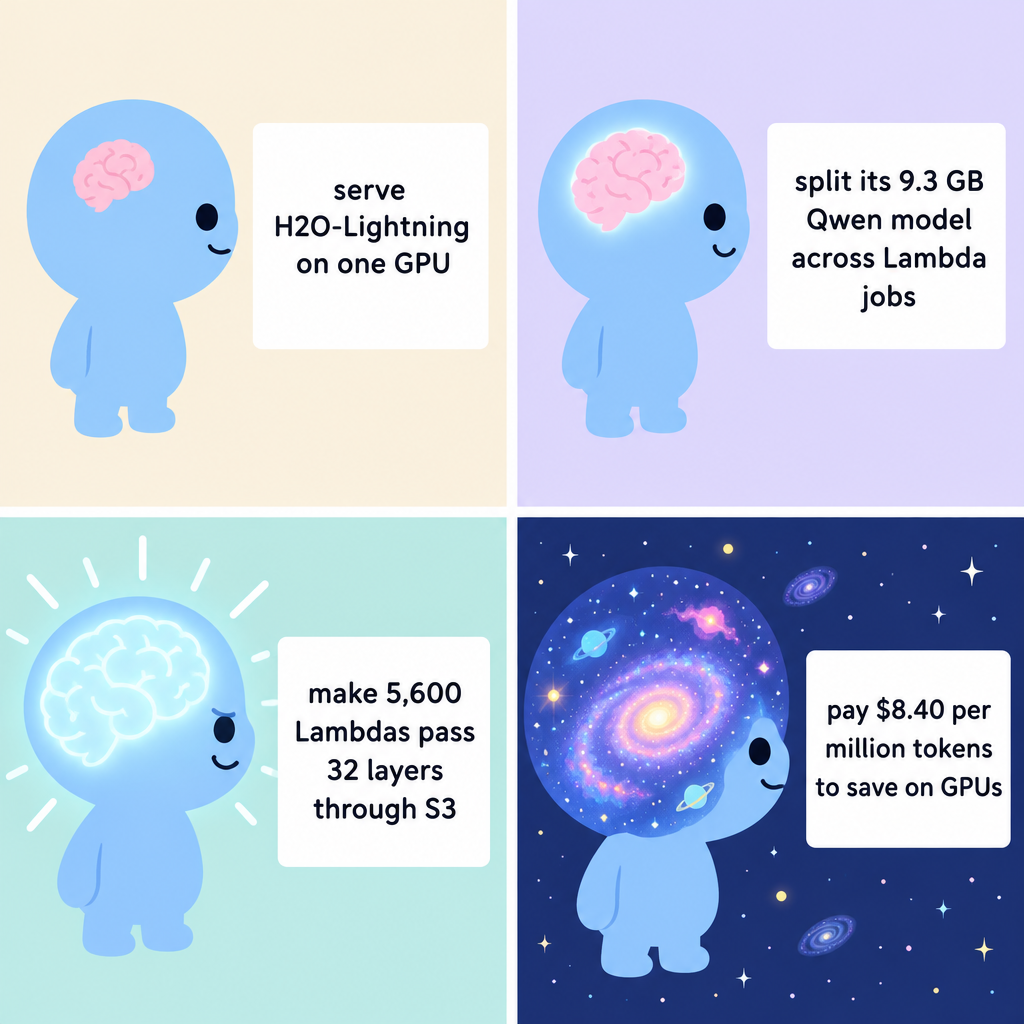 serve
H2O-Lightning
on one GPU
split its 9.3 GB
Qwen model
across Lambda
jobs
make 5,600
Lambdas pass
32 layers
through S3
pay $8.40 per
million tokens
to save on GPUs